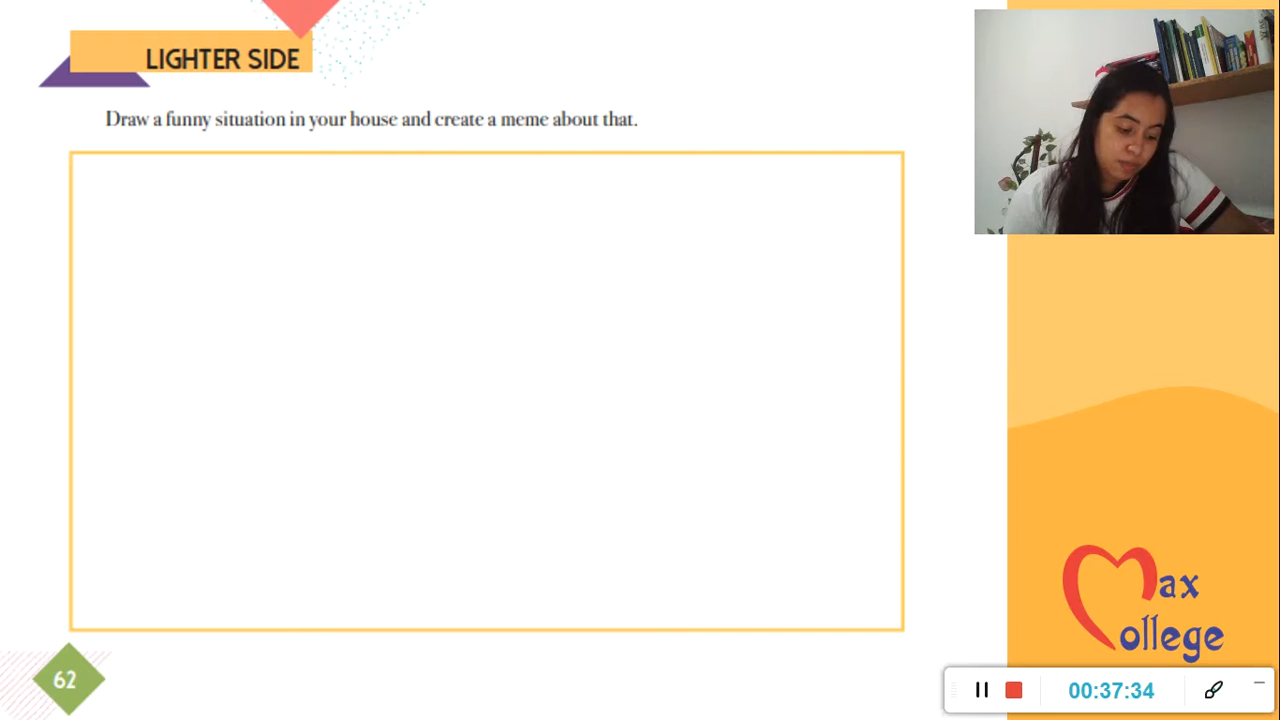 LIGHTER SIDE
Draw a funny situation in your house and create a meme about that.
Max
College
62
00:37:34